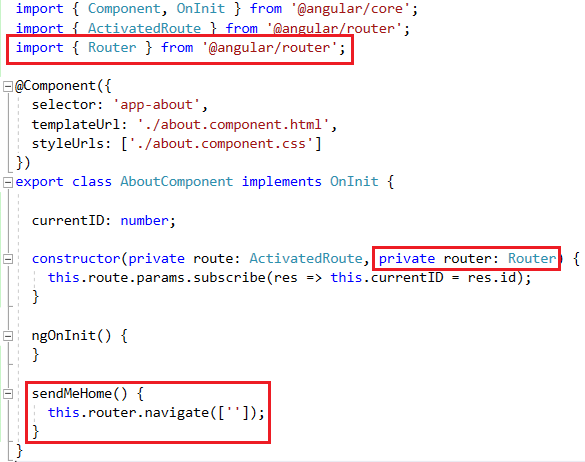 import { Component, OnInit } from '@angular/core';
import { ActivatedRoute } from '@angular/router';
import { Router } from '@angular/router';
@Component({
  selector: 'app-about',
  templateUrl: './about.component.html',
  styleUrls: ['./about.component.css']
})
export class AboutComponent implements OnInit {
  currentID: number;
  constructor(private route: ActivatedRoute, private router: Router) {
    this.route.params.subscribe(res => this.currentID = res.id);
  }
  ngOnInit() {
  }
  sendMeHome() {
    this.router.navigate(['']);
  }
}